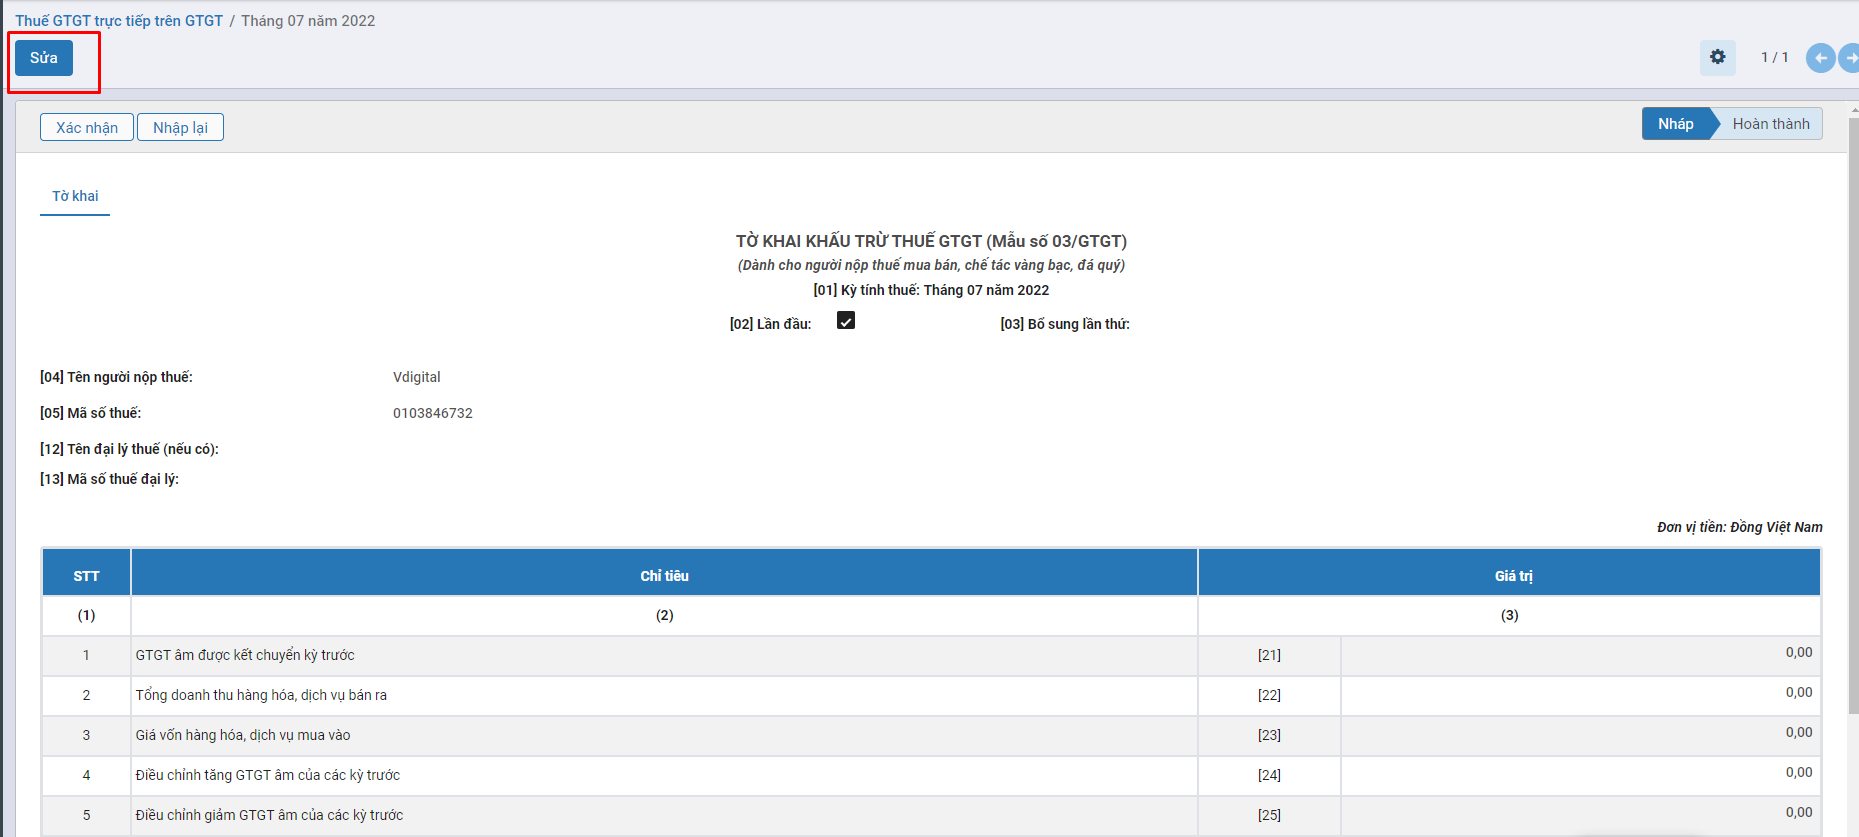 Thuế GTGT trực tiếp trên GTGT / Tháng 07 năm 2022
Sửa
1 / 1
Xác nhận Nhập lại
Nháp Hoàn thành
Tờ khai
TỜ KHAI KHẤU TRỪ THUẾ GTGT (Mẫu số 03/GTGT)
(Dành cho người nộp thuế mua bán, chế tác vàng bạc, đá quý)
[01] Kỳ tính thuế: Tháng 07 năm 2022
[02] Lần đầu: [03] Bổ sung lần thứ:
[04] Tên người nộp thuế: Vdigital
[05] Mã số thuế: 0103846732
[12] Tên đại lý thuế (nếu có):
[13] Mã số thuế đại lý:
Đơn vị tiền: Đồng Việt Nam
STT Chỉ tiêu Giá trị
(1) (2) (3)
1 GTGT âm được kết chuyển kỳ trước [21] 0,00
2 Tổng doanh thu hàng hóa, dịch vụ bán ra [22] 0,00
3 Giá vốn hàng hóa, dịch vụ mua vào [23] 0,00
4 Điều chỉnh tăng GTGT âm của các kỳ trước [24] 0,00
5 Điều chỉnh giảm GTGT âm của các kỳ trước [25] 0,00